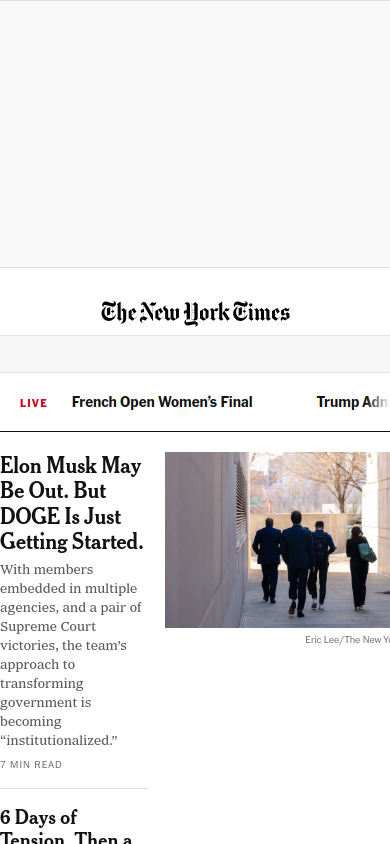 The New York Times
LIVE French Open Women’s Final Trump Adm
Elon Musk May
Be Out. But
DOGE Is Just
Getting Started.
With members
embedded in multiple
agencies, and a pair of
Supreme Court
victories, the team’s
approach to
transforming
government is
becoming
“institutionalized.”
7 MIN READ
Eric Lee/The New Yo
6 Days of
Tension. Then a